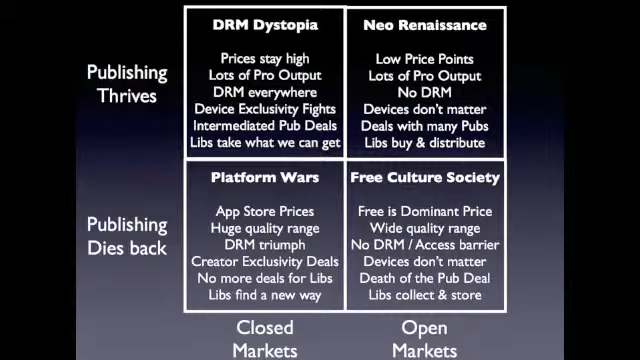 DRM Dystopia
Prices stay high
Lots of Pro Output
DRM everywhere
Device Exclusivity Fights
Intermediated Pub Deals
Libs take what we can get
Neo Renaissance
Low Price Points
Lots of Pro Output
No DRM
Devices don't matter
Deals with many Pubs
Libs buy & distribute
Publishing
Thrives
Platform Wars
App Store Prices
Huge quality range
DRM triumph
Creator Exclusivity Deals
No more deals for Libs
Libs find a new way
Free Culture Society
Free is Dominant Price
Wide quality range
No DRM / Access barrier
Devices don't matter
Death of the Pub Deal
Libs collect & store
Publishing
Dies back
Closed
Markets
Open
Markets